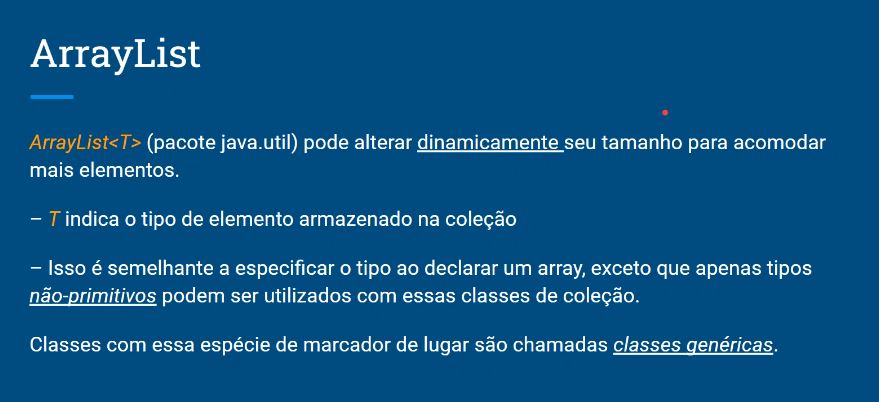 ArrayList
ArrayList<T> (pacote java.util) pode alterar dinamicamente seu tamanho para acomodar
mais elementos.
– T indica o tipo de elemento armazenado na coleção
– Isso é semelhante a especificar o tipo ao declarar um array, exceto que apenas tipos
não-primitivos podem ser utilizados com essas classes de coleção.
Classes com essa espécie de marcador de lugar são chamadas classes genéricas.